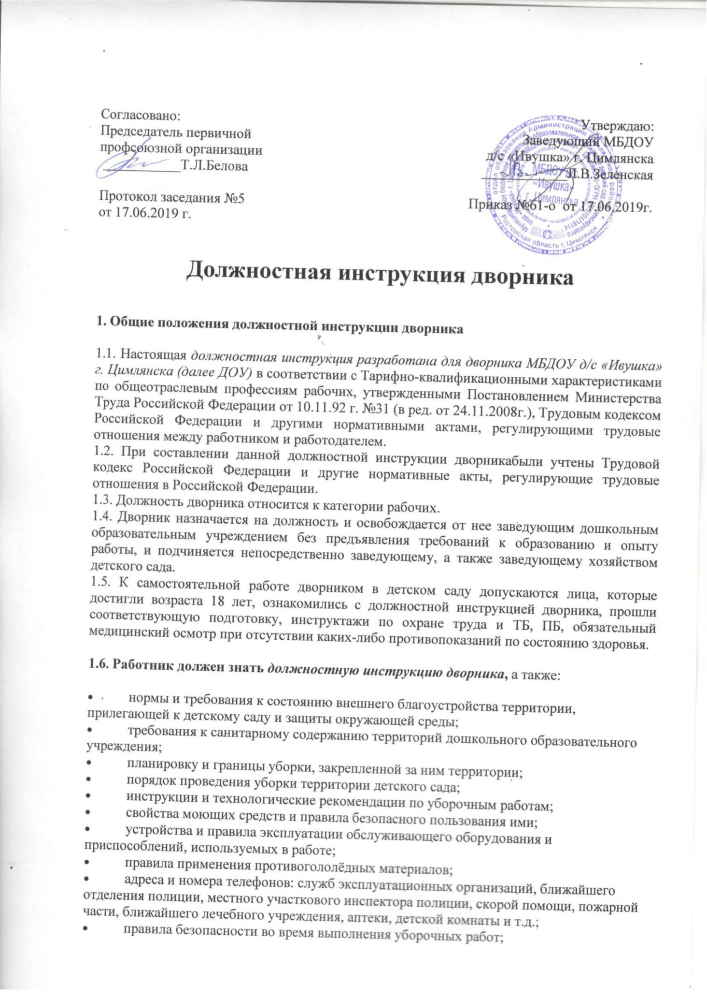 Согласовано:
Председатель первичной
профсоюзной организации
___________Т.Л.Белова
Протокол заседания №5
от 17.06.2019 г.
Утверждаю:
Заведующий МБДОУ
д/с «Ивушка» г. Цимлянска
____________Л.В.Зеленская
Приказ №61-о от 17.06.2019г.
МБДОУ д/с
«Ивушка»
г. Цимлянска
Ростовская область г. Цимлянск
Должностная инструкция дворника
1. Общие положения должностной инструкции дворника
1.1. Настоящая должностная инструкция разработана для дворника МБДОУ д/с «Ивушка»
г. Цимлянска (далее ДОУ) в соответствии с Тарифно-квалификационными характеристиками
по общеотраслевым профессиям рабочих, утвержденными Постановлением Министерства
Труда Российской Федерации от 10.11.92 г. №31 (в ред. от 24.11.2008г.), Трудовым кодексом
Российской Федерации и другими нормативными актами, регулирующими трудовые
отношения между работником и работодателем.
1.2. При составлении данной должностной инструкции дворникабыли учтены Трудовой
кодекс Российской Федерации и другие нормативные акты, регулирующие трудовые
отношения в Российской Федерации.
1.3. Должность дворника относится к категории рабочих.
1.4. Дворник назначается на должность и освобождается от нее заведующим дошкольным
образовательным учреждением без предъявления требований к образованию и опыту
работы, и подчиняется непосредственно заведующему, а также заведующему хозяйством
детского сада.
1.5. К самостоятельной работе дворником в детском саду допускаются лица, которые
достигли возраста 18 лет, ознакомились с должностной инструкцией дворника, прошли
соответствующую подготовку, инструктажи по охране труда и ТБ, ПБ, обязательный
медицинский осмотр при отсутствии каких-либо противопоказаний по состоянию здоровья.
1.6. Работник должен знать должностную инструкцию дворника, а также:
• нормы и требования к состоянию внешнего благоустройства территории,
прилегающей к детскому саду и защиты окружающей среды;
• требования к санитарному содержанию территорий дошкольного образовательного
учреждения;
• планировку и границы уборки, закрепленной за ним территории;
• порядок проведения уборки территории детского сада;
• инструкции и технологические рекомендации по уборочным работам;
• свойства моющих средств и правила безопасного пользования ими;
• устройства и правила эксплуатации обслуживающего оборудования и
приспособлений, используемых в работе;
• правила применения противогололёдных материалов;
• адреса и номера телефонов: служб эксплуатационных организаций, ближайшего
отделения полиции, местного участкового инспектора полиции, скорой помощи, пожарной
части, ближайшего лечебного учреждения, аптеки, детской комнаты и т.д.;
• правила безопасности во время выполнения уборочных работ;